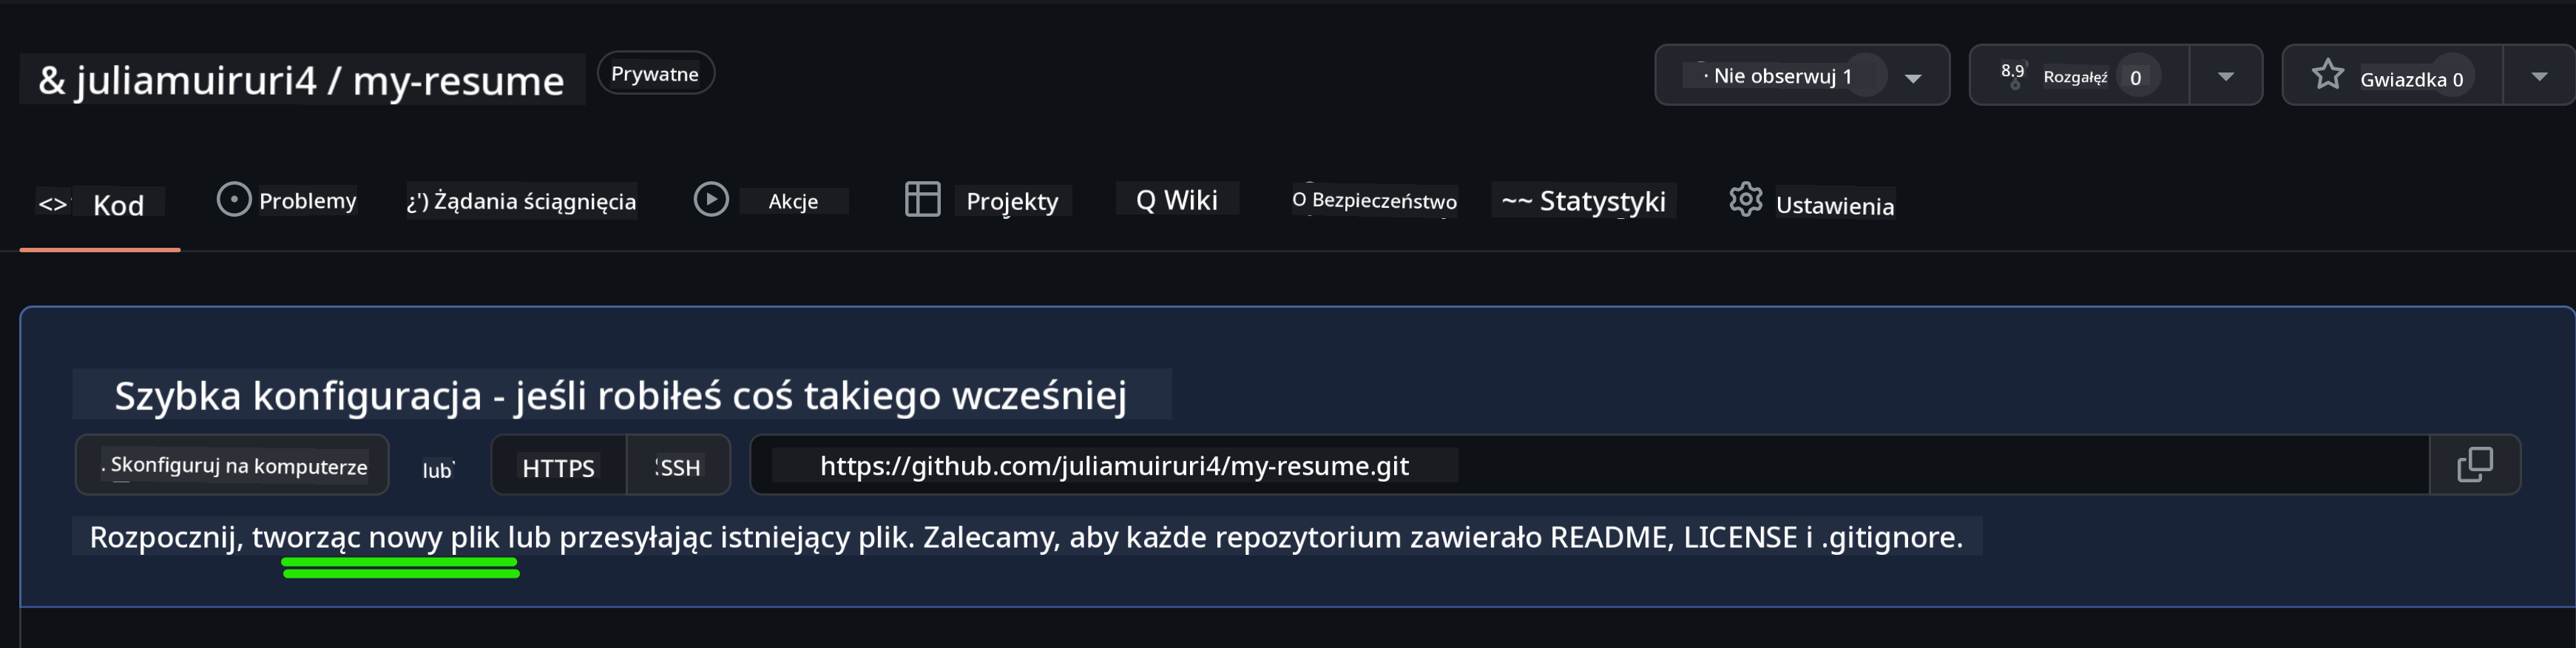 & juliamuiruri4 / my-resume Prywatne
· Nie obserwuj 1 8.9 Rozgałęź 0 Gwiazdka 0
<> Kod Problemy ¿') Żądania ściągnięcia Akcje Projekty Q Wiki O Bezpieczeństwo ~~ Statystyki Ustawienia
Szybka konfiguracja - jeśli robiłeś coś takiego wcześniej
. Skonfiguruj na komputerze lub HTTPS SSH https://github.com/juliamuiruri4/my-resume.git
Rozpocznij, tworząc nowy plik lub przesyłając istniejący plik. Zalecamy, aby każde repozytorium zawierało README, LICENSE i .gitignore.